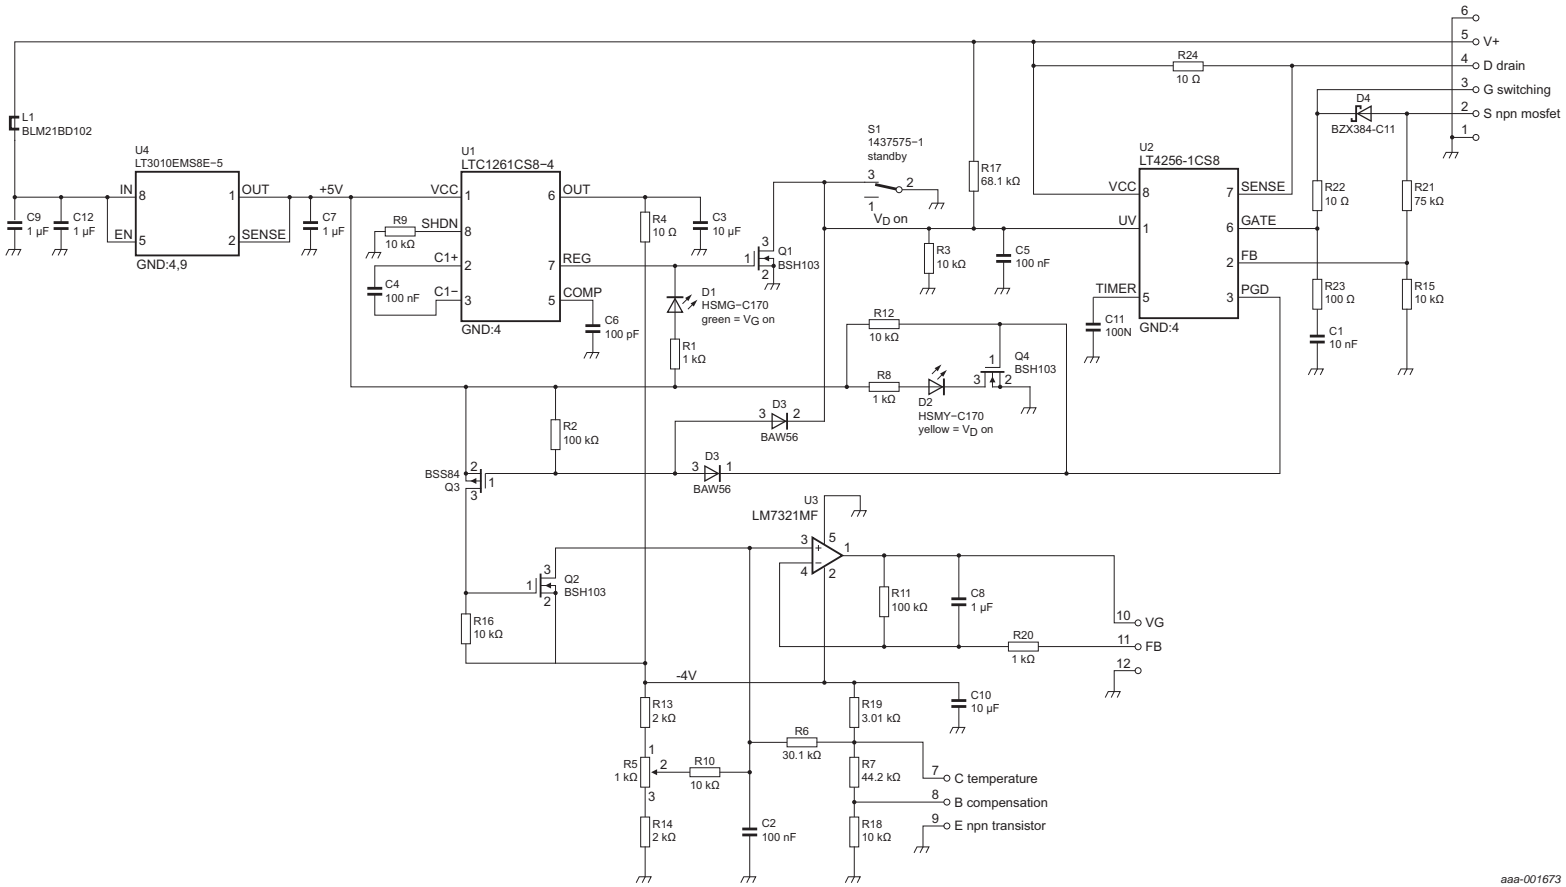 6
5 V+
R24
10 Ω
4 D drain
3 G switching
D4
BZX384-C11
2 S npn mosfet
1
L1
BLM21BD102
U4
LT3010EMS8E−5
IN 8
1 OUT
EN 5
2 SENSE
GND:4,9
+5V
C9
1 μF
C12
1 μF
C7
1 μF
U1
LTC1261CS8−4
VCC 1
6 OUT
R9
10 kΩ
SHDN 8
C1+ 2
7 REG
C4
100 nF
C1− 3
5 COMP
GND:4
C6
100 pF
R4
10 Ω
C3
10 μF
D1
HSMG−C170
green = VG on
R1
1 kΩ
3
1
2
Q1
BSH103
S1
1437575−1
standby
3
2
1
VD on
R17
68.1 kΩ
R3
10 kΩ
C5
100 nF
U2
LT4256-1CS8
VCC 8
7 SENSE
UV 1
6 GATE
2 FB
TIMER 5
3 PGD
GND:4
C11
100N
R22
10 Ω
R21
75 kΩ
R23
100 Ω
R15
10 kΩ
C1
10 nF
R12
10 kΩ
R8
1 kΩ
D2
HSMY−C170
yellow = VD on
1
3
2
Q4
BSH103
R2
100 kΩ
3 D3 2
BAW56
3 D3 1
BAW56
BSS84
Q3
2
1
3
U3
LM7321MF
3
5
1
+
−
4
2
3
1
2
Q2
BSH103
R16
10 kΩ
R11
100 kΩ
C8
1 μF
10 VG
R20
1 kΩ
11 FB
12
-4V
R13
2 kΩ
R19
3.01 kΩ
C10
10 μF
R6
30.1 kΩ
1
R5
1 kΩ
2
3
R10
10 kΩ
R7
44.2 kΩ
7 C temperature
8 B compensation
9 E npn transistor
R14
2 kΩ
C2
100 nF
R18
10 kΩ
aaa-001673